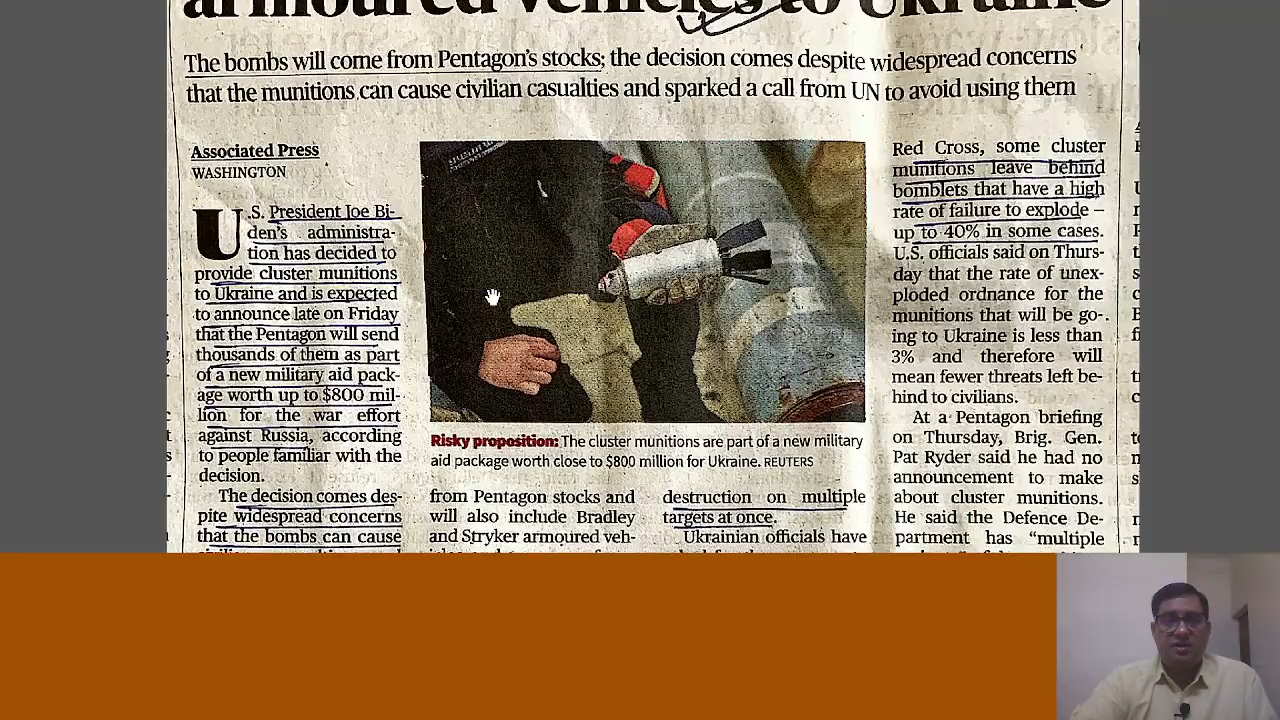 armoured vehicles to Ukraine
The bombs will come from Pentagon's stocks; the decision comes despite widespread concerns
that the munitions can cause civilian casualties and sparked a call from UN to avoid using them
Associated Press
WASHINGTON
U.S. President Joe Bi-
den's administra-
tion has decided to
provide cluster munitions
to Ukraine and is expected
to announce late on Friday
that the Pentagon will send
thousands of them as part
of a new military aid pack-
age worth up to $800 mil-
lion for the war effort
against Russia, according
to people familiar with the
decision.
The decision comes des-
pite widespread concerns
that the bombs can cause
Risky proposition: The cluster munitions are part of a new military
aid package worth close to $800 million for Ukraine. REUTERS
from Pentagon stocks and
will also include Bradley
and Stryker armoured veh-
destruction on multiple
targets at once.
Ukrainian officials have
Red Cross, some cluster
munitions leave behind
bomblets that have a high
rate of failure to explode –
up to 40% in some cases.
U.S. officials said on Thurs-
day that the rate of unex-
ploded ordnance for the
munitions that will be go-
ing to Ukraine is less than
3% and therefore will
mean fewer threats left be-
hind to civilians.
At a Pentagon briefing
on Thursday, Brig. Gen.
Pat Ryder said he had no
announcement to make
about cluster munitions.
He said the Defence De-
partment has "multiple